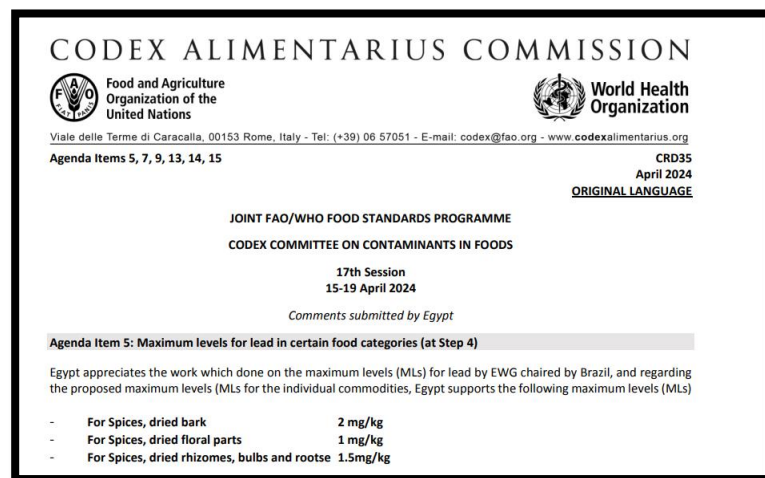 CODEX ALIMENTARIUS COMMISSION
Food and Agriculture
Organization of the
United Nations
World Health
Organization
Viale delle Terme di Caracalla, 00153 Rome, Italy - Tel: (+39) 06 57051 - E-mail: codex@fao.org - www.codexalimentarius.org
Agenda Items 5, 7, 9, 13, 14, 15
CRD35
April 2024
ORIGINAL LANGUAGE
JOINT FAO/WHO FOOD STANDARDS PROGRAMME
CODEX COMMITTEE ON CONTAMINANTS IN FOODS
17th Session
15-19 April 2024
Comments submitted by Egypt
Agenda Item 5: Maximum levels for lead in certain food categories (at Step 4)
Egypt appreciates the work which done on the maximum levels (MLs) for lead by EWG chaired by Brazil, and regarding
the proposed maximum levels (MLs for the individual commodities, Egypt supports the following maximum levels (MLs)
- For Spices, dried bark 2 mg/kg
- For Spices, dried floral parts 1 mg/kg
- For Spices, dried rhizomes, bulbs and rootse 1.5mg/kg